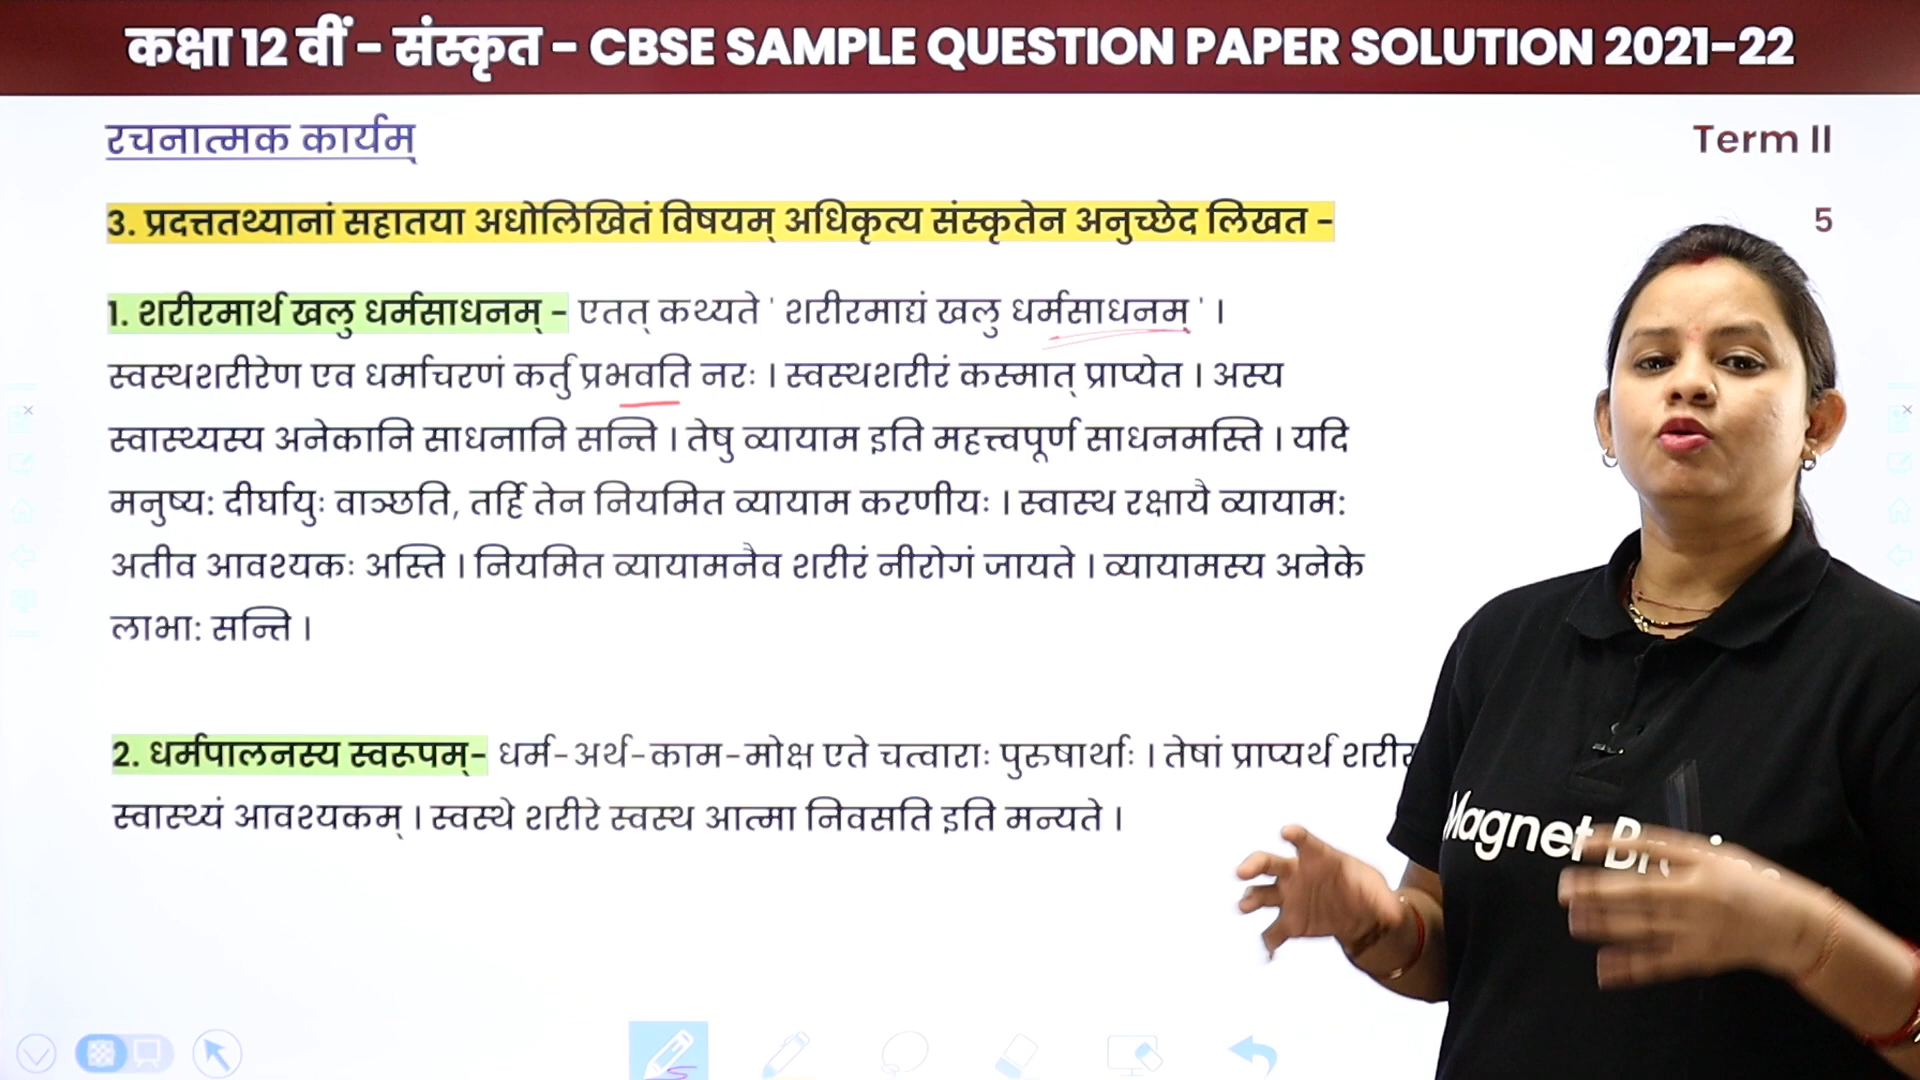 कक्षा 12 वीं - संस्कृत - CBSE SAMPLE QUESTION PAPER SOLUTION 2021-22
रचनात्मक कार्यम्
Term II
3. प्रदत्ततथ्यानां सहातया अधोलिखितं विषयम् अधिकृत्य संस्कृतेन अनुच्छेद लिखत -
5
1. शरीरमार्थ खलु धर्मसाधनम् - एतत् कथ्यते ' शरीरमाद्यं खलु धर्मसाधनम् ' ।
स्वस्थशरीरेण एव धर्माचरणं कर्तु प्रभवति नरः । स्वस्थशरीरं कस्मात् प्राप्येत । अस्य
स्वास्थ्यस्य अनेकानि साधनानि सन्ति । तेषु व्यायाम इति महत्त्वपूर्ण साधनमस्ति । यदि
मनुष्य: दीर्घायुः वाञ्छति, तर्हि तेन नियमित व्यायाम करणीयः । स्वास्थ रक्षायै व्यायाम:
अतीव आवश्यकः अस्ति । नियमित व्यायामनैव शरीरं नीरोगं जायते । व्यायामस्य अनेके
लाभा: सन्ति ।
2. धर्मपालनस्य स्वरूपम्- धर्म-अर्थ-काम-मोक्ष एते चत्वाराः पुरुषार्थाः । तेषां प्राप्यर्थ
स्वास्थ्यं आवश्यकम् । स्वस्थे शरीरे स्वस्थ आत्मा निवसति इति मन्यते ।
Magnet